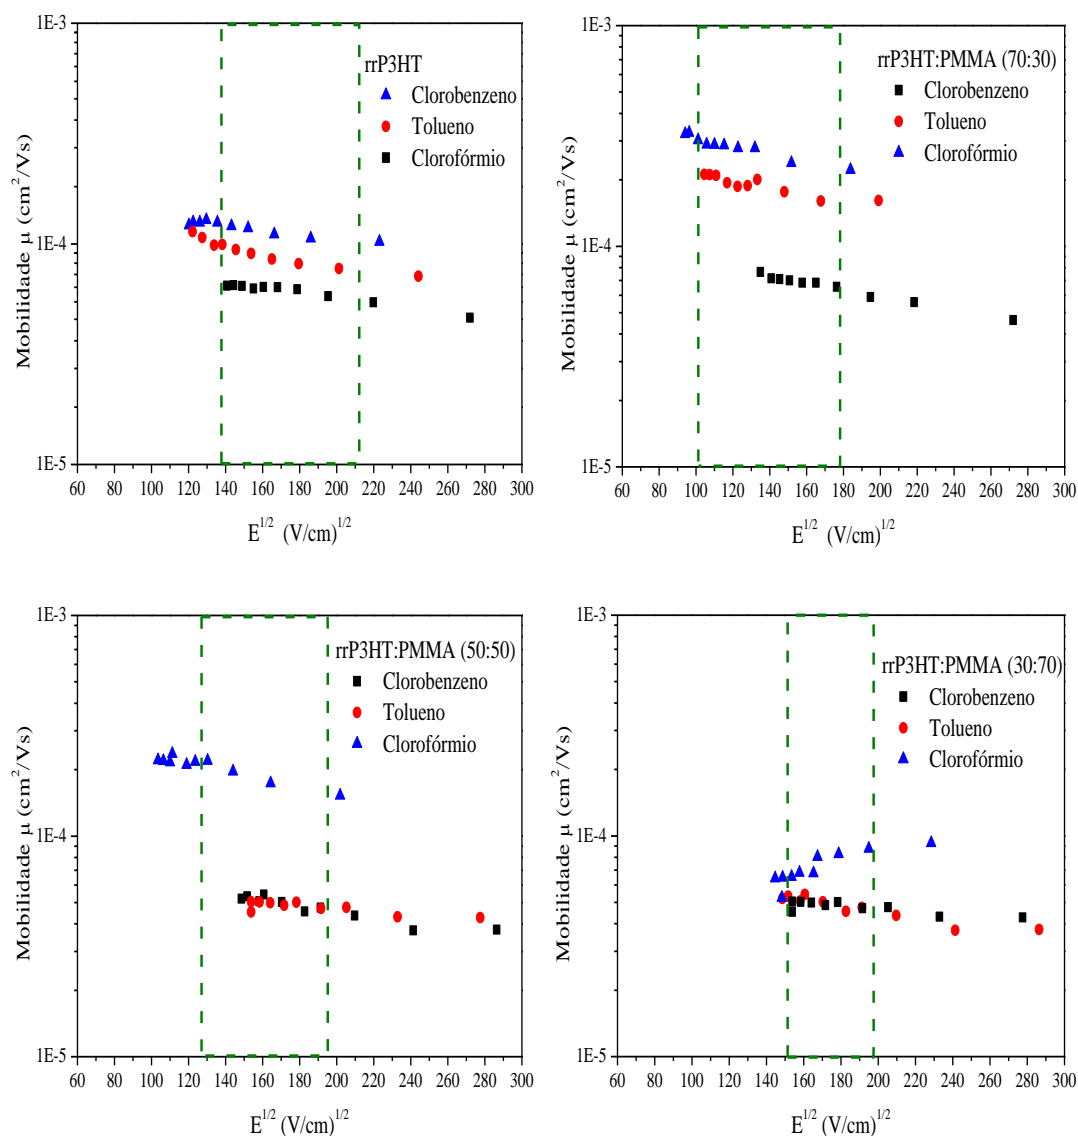 1E-3
1E-4
1E-5
Mobilidade μ (cm²/Vs)
rrP3HT
Clorobenzeno
Tolueno
Clorofórmio
60 80 100 120 140 160 180 200 220 240 260 280 300
E^1/2 (V/cm)^1/2
1E-3
1E-4
1E-5
Mobilidade μ (cm²/Vs)
rrP3HT:PMMA (70:30)
Clorobenzeno
Tolueno
Clorofórmio
60 80 100 120 140 160 180 200 220 240 260 280 300
E^1/2 (V/cm)^1/2
1E-3
1E-4
1E-5
Mobilidade μ (cm²/Vs)
rrP3HT:PMMA (50:50)
Clorobenzeno
Tolueno
Clorofórmio
60 80 100 120 140 160 180 200 220 240 260 280 300
E^1/2 (V/cm)^1/2
1E-3
1E-4
1E-5
Mobilidade μ (cm²/Vs)
rrP3HT:PMMA (30:70)
Clorobenzeno
Tolueno
Clorofórmio
60 80 100 120 140 160 180 200 220 240 260 280 300
E^1/2 (V/cm)^1/2